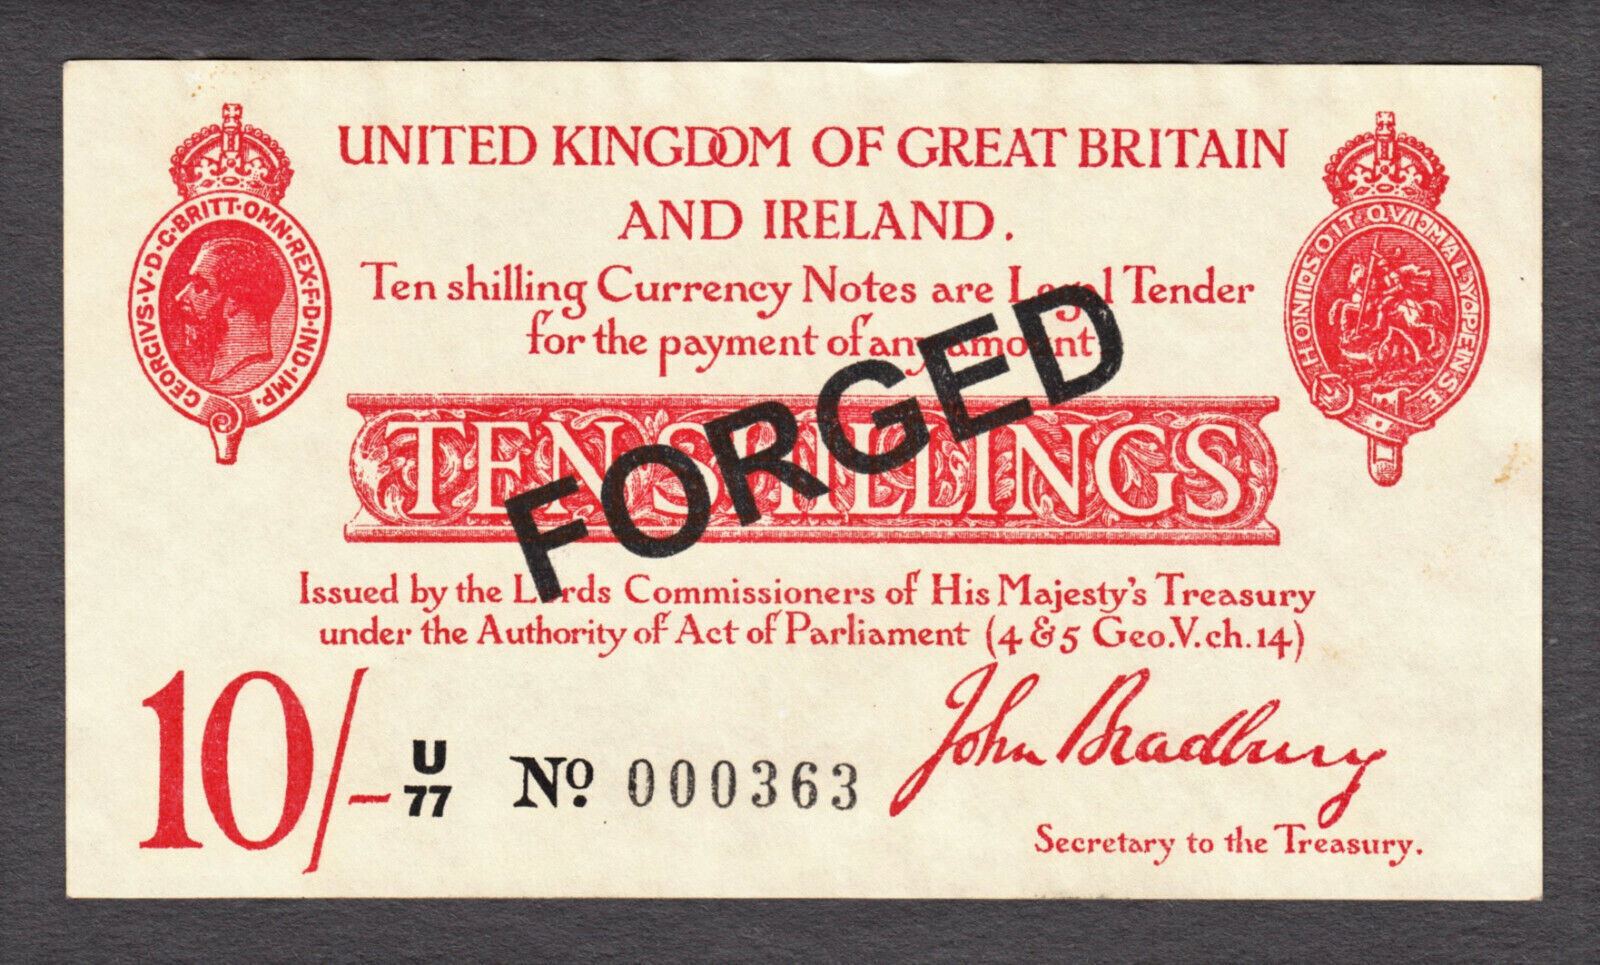 UNITED KINGDOM OF GREAT BRITAIN
AND IRELAND.
GEORGIVS·V·D·G·BRITT·OMN·REX·F·D·IND·IMP·
HONI·SOIT·QVI·MAL·Y·PENSE
Ten shilling Currency Notes are Legal Tender
for the payment of any amount
TEN SHILLINGS
FORGED
Issued by the Lords Commissioners of His Majesty's Treasury
under the Authority of Act of Parliament (4 & 5 Geo.V.ch.14)
10/-
U
77
No. 000363
John Bradbury
Secretary to the Treasury.